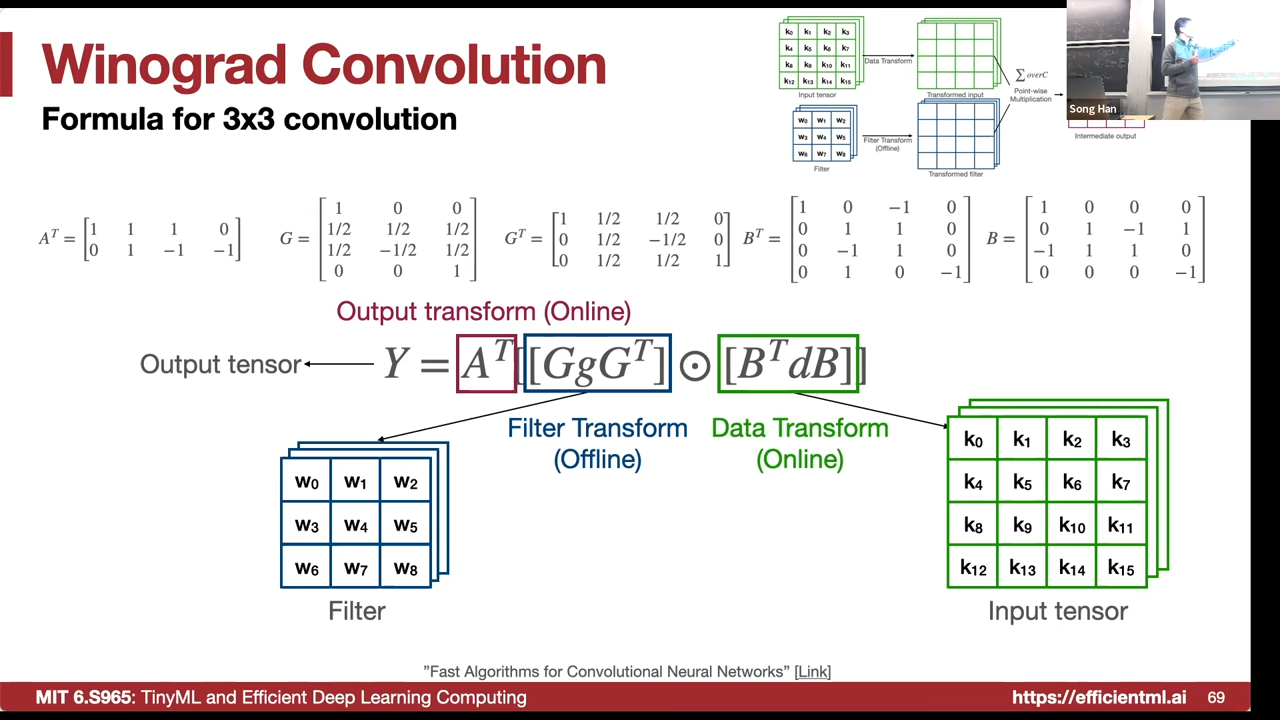 Winograd Convolution
Formula for 3x3 convolution
k0 k1 k2 k3
k4 k5 k6 k7
k8 k9 k10 k11
k12 k13 k14 k15
Input tensor
Data Transform
Transformed input
∑ overC
Point-wise
Multiplication
w0 w1 w2
w3 w4 w5
w6 w7 w8
Filter
Filter Transform
(Offline)
Transformed filter
Intermediate output
Song Han
A^T = [1 1 1 0
0 1 −1 −1]
G = [1 0 0
1/2 1/2 1/2
1/2 −1/2 1/2
0 0 1]
G^T = [1 1/2 1/2 0
0 1/2 −1/2 0
0 1/2 1/2 1]
B^T = [1 0 −1 0
0 1 1 0
0 −1 1 0
0 1 0 −1]
B = [1 0 0 0
0 1 −1 1
−1 1 1 0
0 0 0 −1]
Output transform (Online)
Output tensor
Y = A^T[[GgG^T] ⊙ [B^TdB]]
Filter Transform
(Offline)
Data Transform
(Online)
w0 w1 w2
w3 w4 w5
w6 w7 w8
Filter
k0 k1 k2 k3
k4 k5 k6 k7
k8 k9 k10 k11
k12 k13 k14 k15
Input tensor
”Fast Algorithms for Convolutional Neural Networks” [Link]
MIT 6.S965: TinyML and Efficient Deep Learning Computing
https://efficientml.ai
69